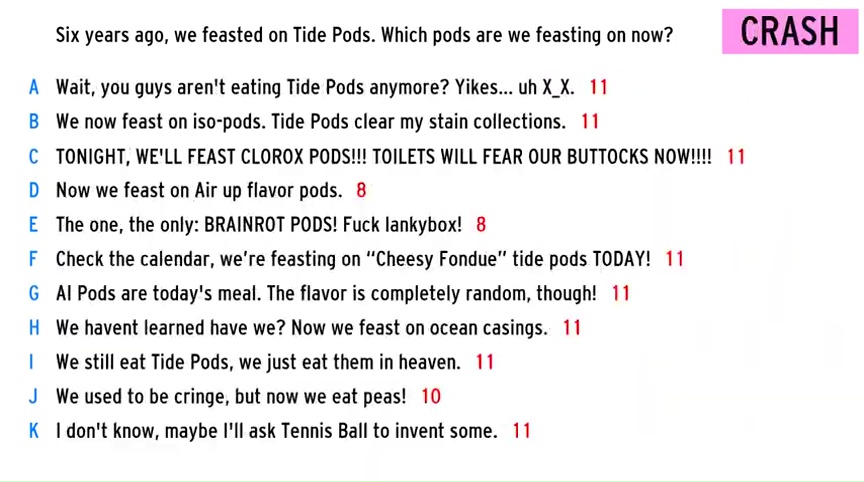 Six years ago, we feasted on Tide Pods. Which pods are we feasting on now?
CRASH
A Wait, you guys aren't eating Tide Pods anymore? Yikes... uh X_X. 11
B We now feast on iso-pods. Tide Pods clear my stain collections. 11
C TONIGHT, WE'LL FEAST CLOROX PODS!!! TOILETS WILL FEAR OUR BUTTOCKS NOW!!!! 11
D Now we feast on Air up flavor pods. 8
E The one, the only: BRAINROT PODS! Fuck lankybox! 8
F Check the calendar, we're feasting on “Cheesy Fondue” tide pods TODAY! 11
G AI Pods are today's meal. The flavor is completely random, though! 11
H We havent learned have we? Now we feast on ocean casings. 11
I We still eat Tide Pods, we just eat them in heaven. 11
J We used to be cringe, but now we eat peas! 10
K I don't know, maybe I'll ask Tennis Ball to invent some. 11